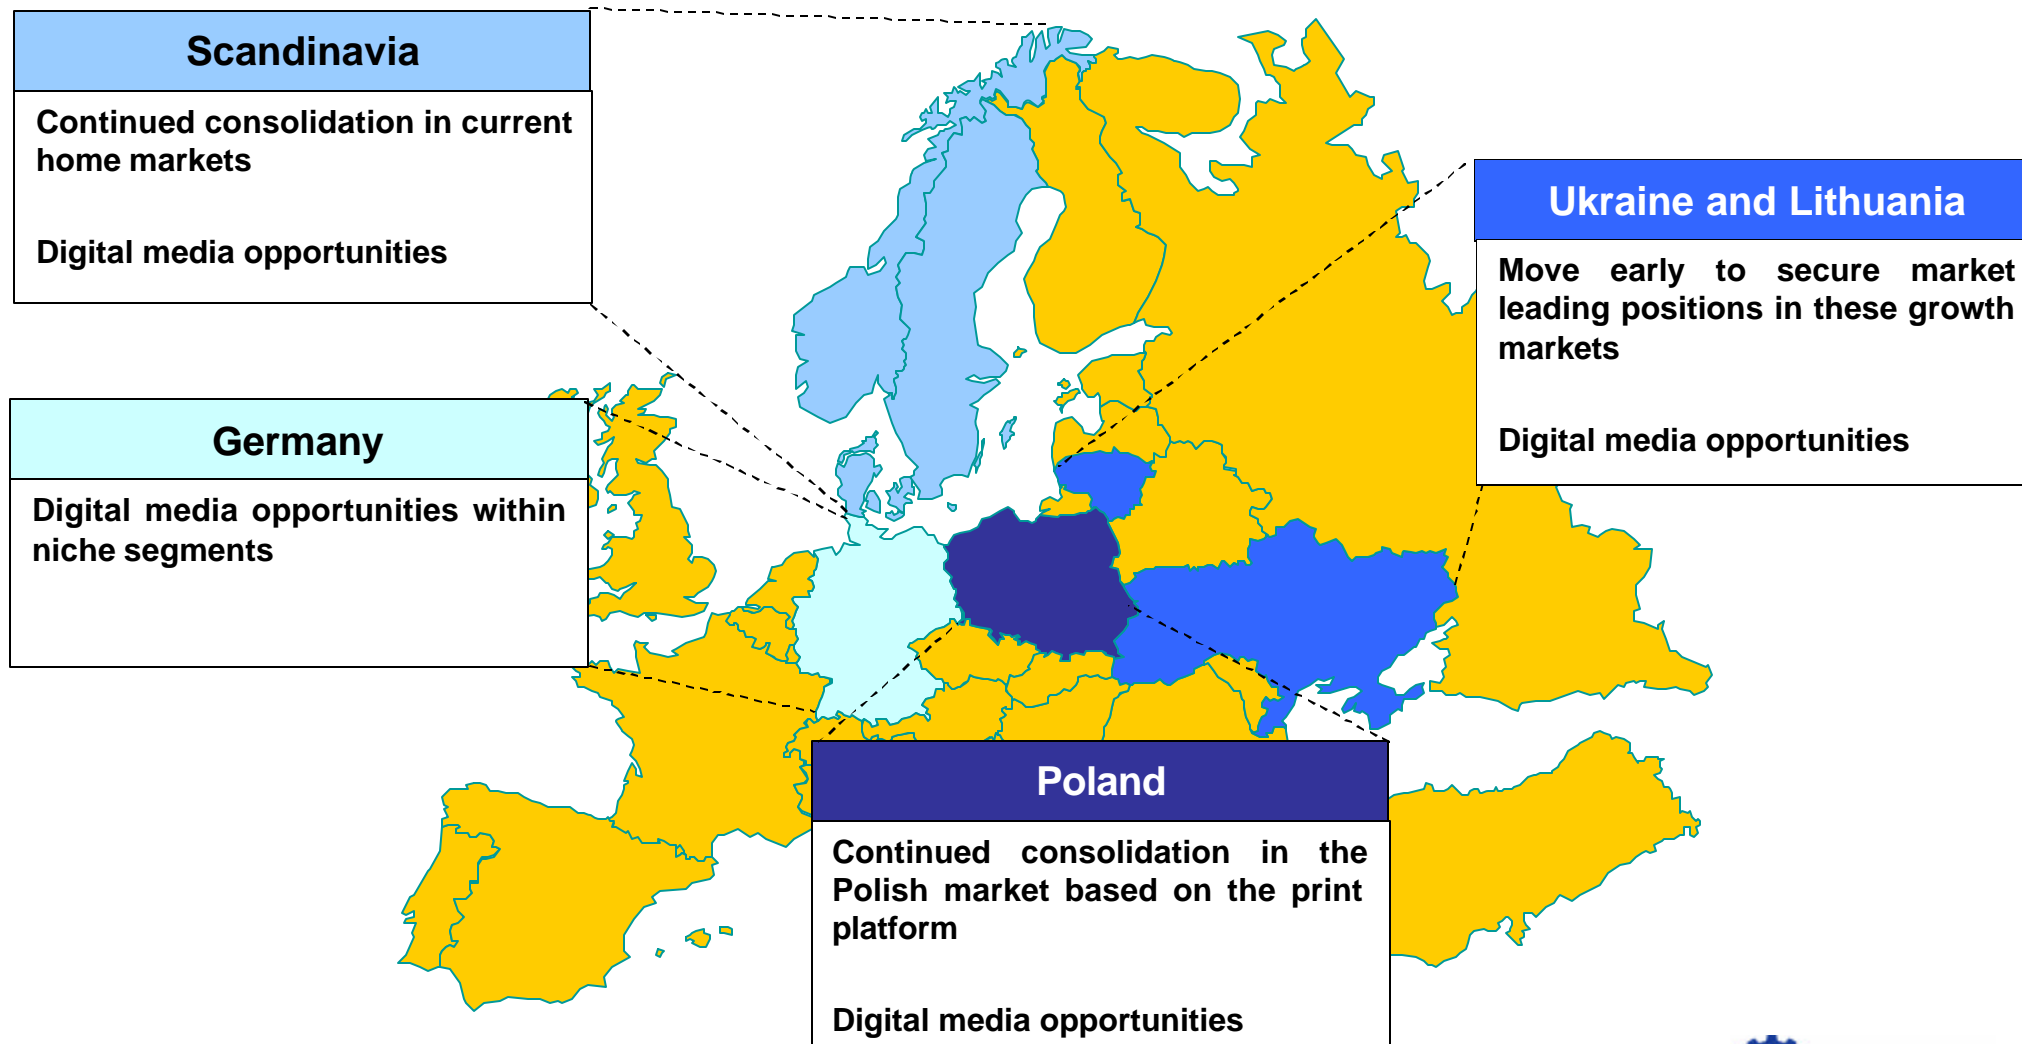 Scandinavia
Continued consolidation in current
home markets
Digital media opportunities
Ukraine and Lithuania
Move early to secure market
leading positions in these growth
markets
Digital media opportunities
Germany
Digital media opportunities within
niche segments
Poland
Continued consolidation in the
Polish market based on the print
platform
Digital media opportunities